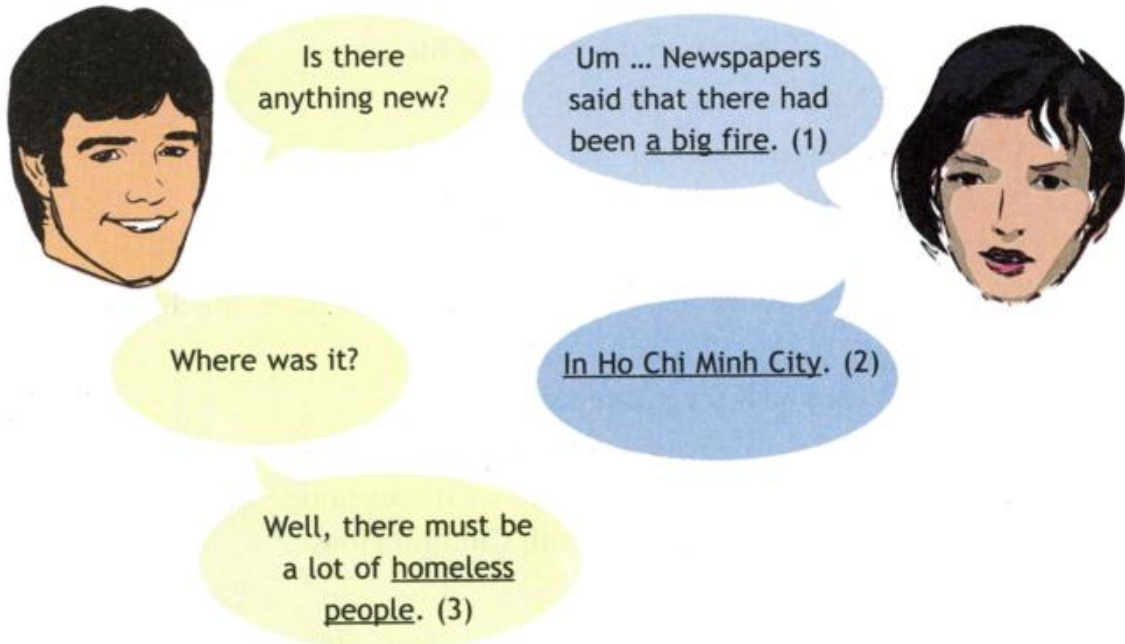 Is there
anything new?
Um ... Newspapers
said that there had
been a big fire. (1)
Where was it?
In Ho Chi Minh City. (2)
Well, there must be
a lot of homeless
people. (3)